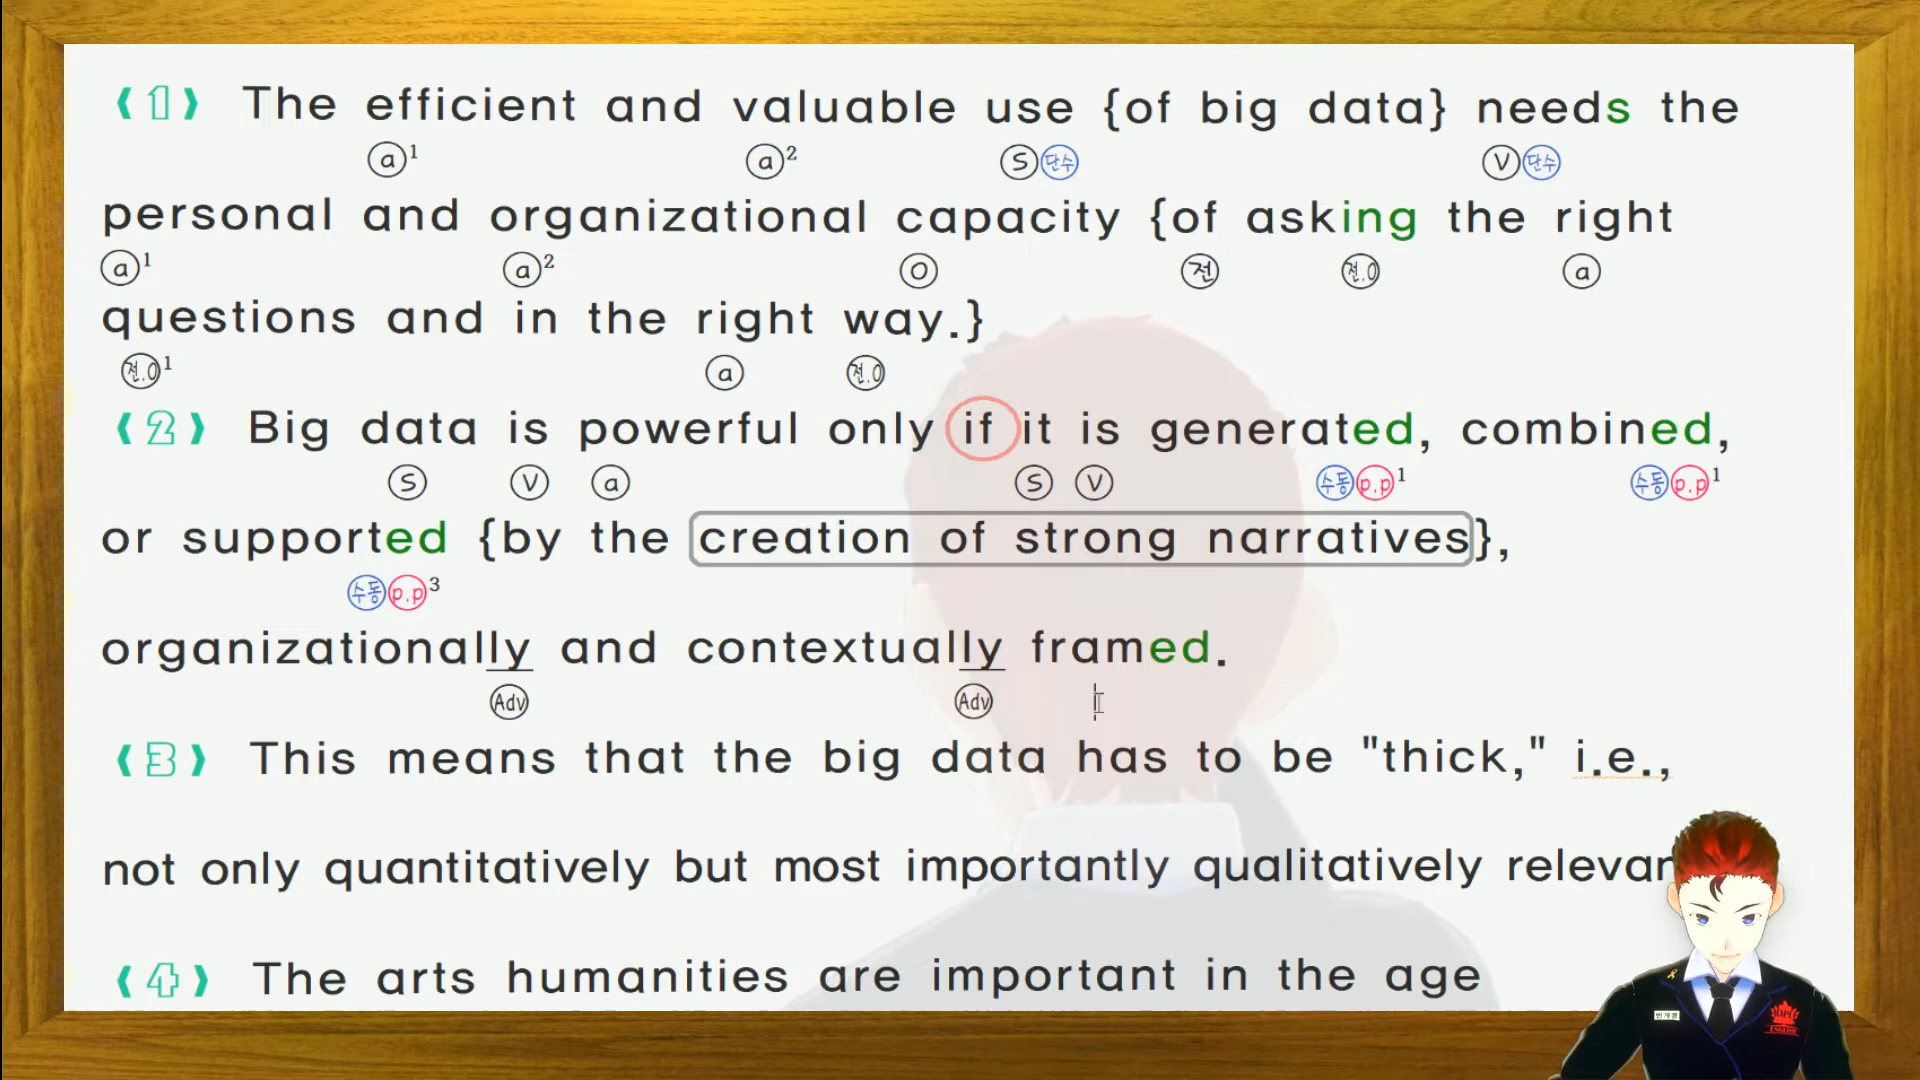 ❨1❩ The efficient and valuable use {of big data} needs the
ⓐ¹ ⓐ² Ⓢ 단수 Ⓥ 단수
personal and organizational capacity {of asking the right
ⓐ¹ ⓐ² Ⓞ 전 전.O ⓐ
questions and in the right way.}
전.O¹ ⓐ 전.O
❨2❩ Big data is powerful only if it is generated, combined,
Ⓢ Ⓥ ⓐ Ⓢ Ⓥ 수동 p.p¹ 수동 p.p¹
or supported {by the creation of strong narratives},
수동 p.p³
organizationally and contextually framed.
Adv Adv
❨3❩ This means that the big data has to be "thick," i.e.,
not only quantitatively but most importantly qualitatively relevan
❨4❩ The arts humanities are important in the age
ENGLISH